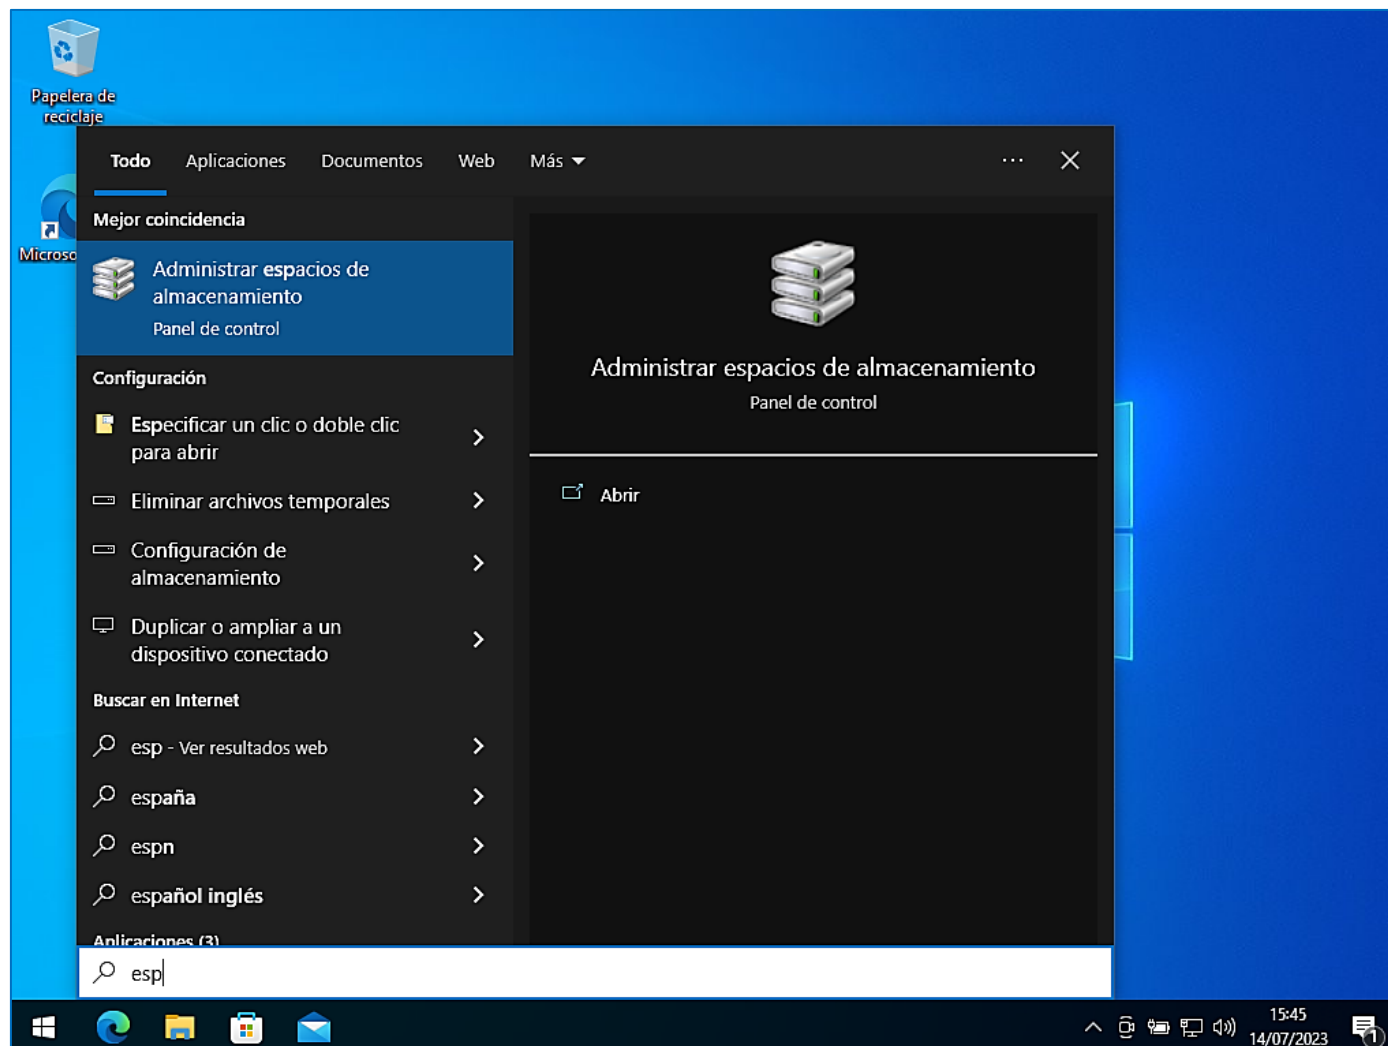 Papelera de
reciclaje
Todo Aplicaciones Documentos Web Más
Microso
Mejor coincidencia
Administrar espacios de
almacenamiento
Panel de control
Configuración
Especificar un clic o doble clic
para abrir
Eliminar archivos temporales
Configuración de
almacenamiento
Duplicar o ampliar a un
dispositivo conectado
Buscar en Internet
esp - Ver resultados web
españa
espn
español inglés
Aplicaciones (3)
Administrar espacios de almacenamiento
Panel de control
Abrir
esp
15:45
14/07/2023
1